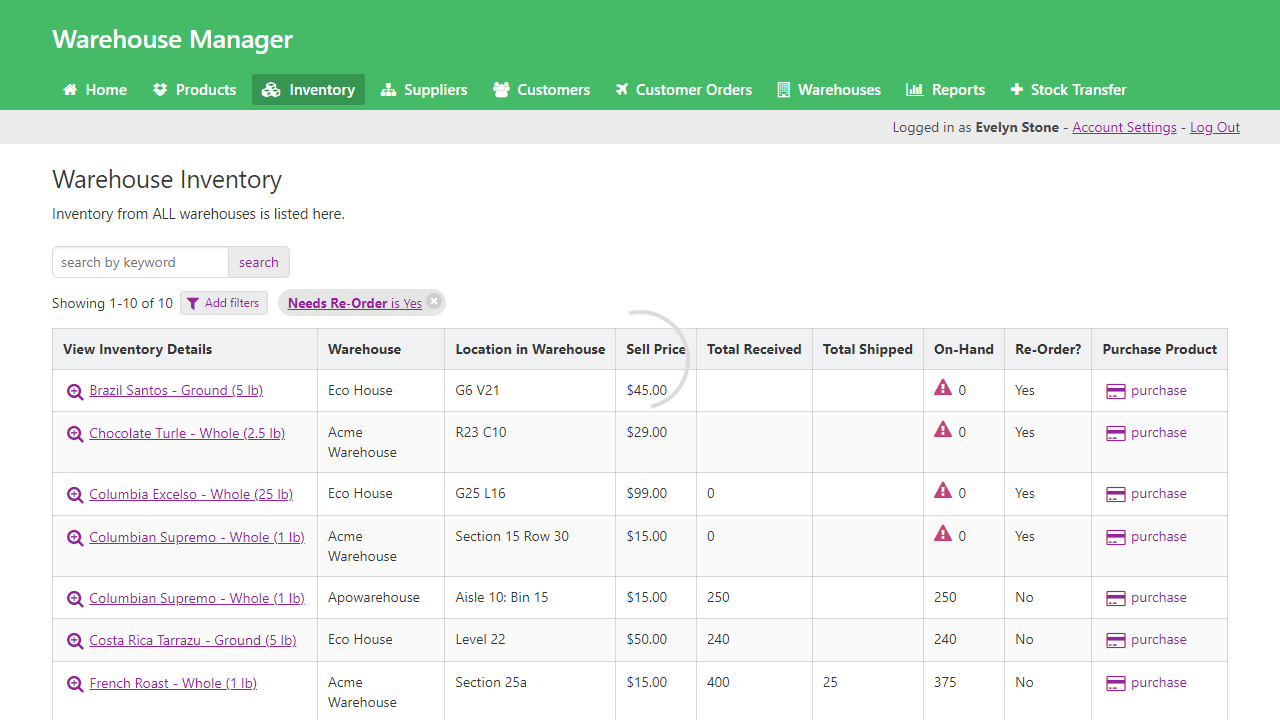 Warehouse Manager
Home Products Inventory Suppliers Customers Customer Orders Warehouses Reports Stock Transfer
Logged in as Evelyn Stone - Account Settings - Log Out
Warehouse Inventory
Inventory from ALL warehouses is listed here.
search by keyword search
Showing 1-10 of 10 Add filters Needs Re-Order is Yes
View Inventory Details Warehouse Location in Warehouse Sell Price Total Received Total Shipped On-Hand Re-Order? Purchase Product
Brazil Santos - Ground (5 lb) Eco House G6 V21 $45.00 0 Yes purchase
Chocolate Turle - Whole (2.5 lb) Acme R23 C10 $29.00 0 Yes purchase
Warehouse
Columbia Excelso - Whole (25 lb) Eco House G25 L16 $99.00 0 0 Yes purchase
Columbian Supremo - Whole (1 lb) Acme Section 15 Row 30 $15.00 0 0 Yes purchase
Warehouse
Columbian Supremo - Whole (1 lb) Apowarehouse Aisle 10: Bin 15 $15.00 250 250 No purchase
Costa Rica Tarrazu - Ground (5 lb) Eco House Level 22 $50.00 240 240 No purchase
French Roast - Whole (1 lb) Acme Section 25a $15.00 400 25 375 No purchase
Warehouse